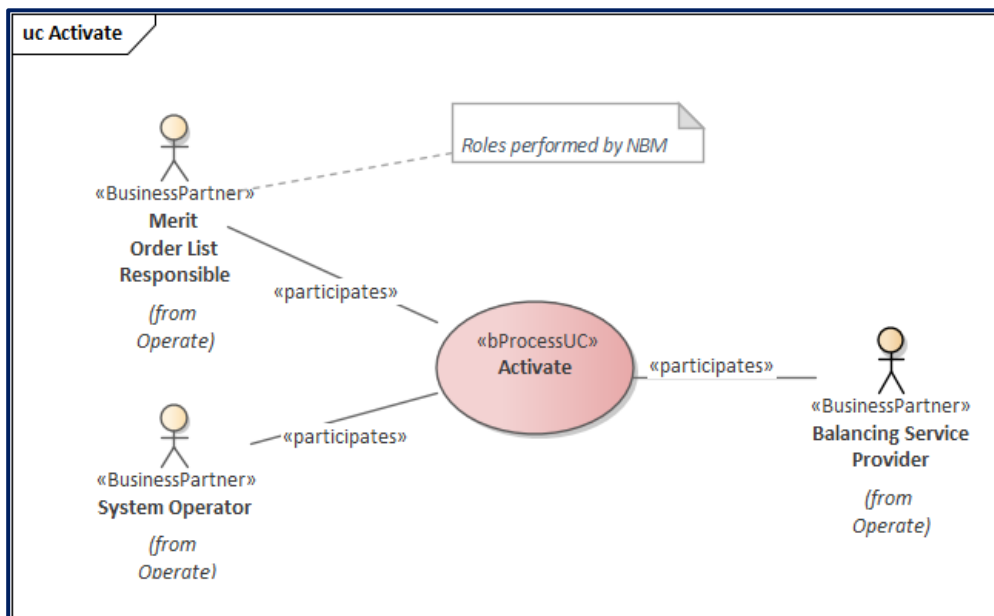 uc Activate
Roles performed by NBM
«BusinessPartner»
Merit
Order List
Responsible
(from
Operate)
«participates»
«bProcessUC»
Activate
«participates»
«BusinessPartner»
Balancing Service
Provider
(from
Operate)
«participates»
«BusinessPartner»
System Operator
(from
Operate)